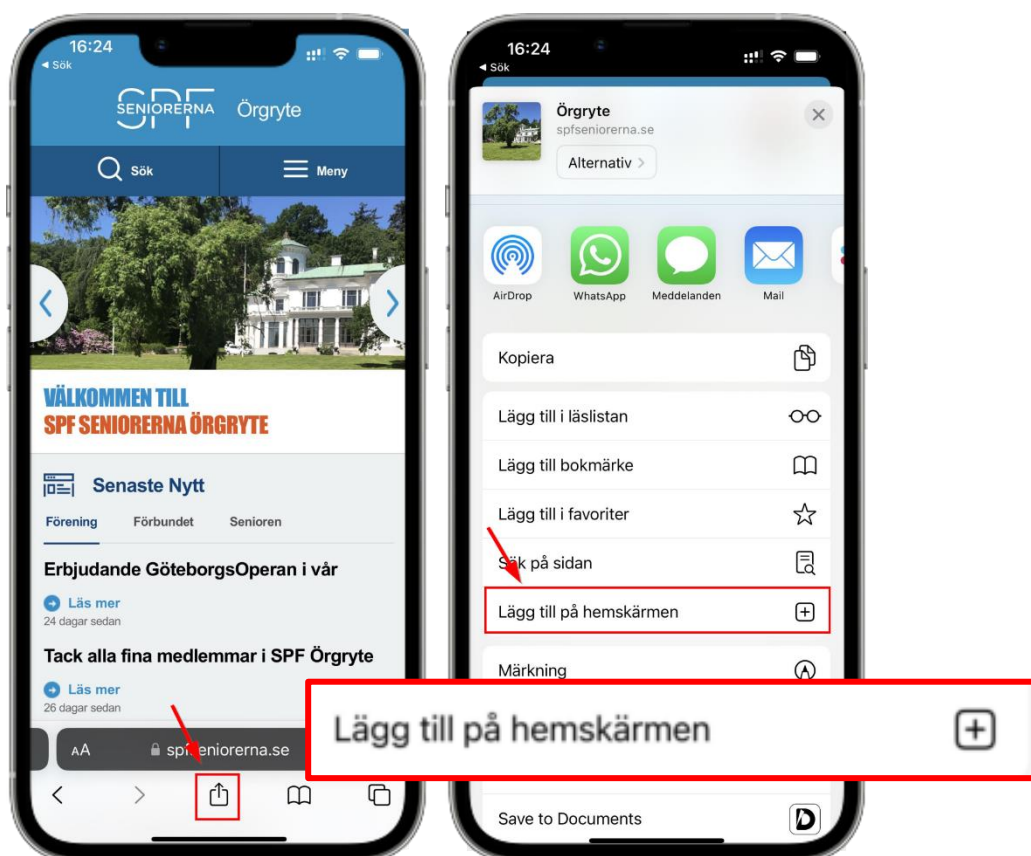 16:24
Sök
SPF
SENIORERNA
Örgryte
Sök
Meny
VÄLKOMMEN TILL
SPF SENIORERNA ÖRGRYTE
Senaste Nytt
Förening Förbundet Senioren
Erbjudande GöteborgsOperan i vår
Läs mer
24 dagar sedan
Tack alla fina medlemmar i SPF Örgryte
Läs mer
26 dagar sedan
AA spfseniorerna.se
16:24
Sök
Örgryte
spfseniorerna.se
Alternativ
AirDrop WhatsApp Meddelanden Mail
Kopiera
Lägg till i läslistan
Lägg till bokmärke
Lägg till i favoriter
Sök på sidan
Lägg till på hemskärmen
Märkning
Lägg till på hemskärmen
Save to Documents